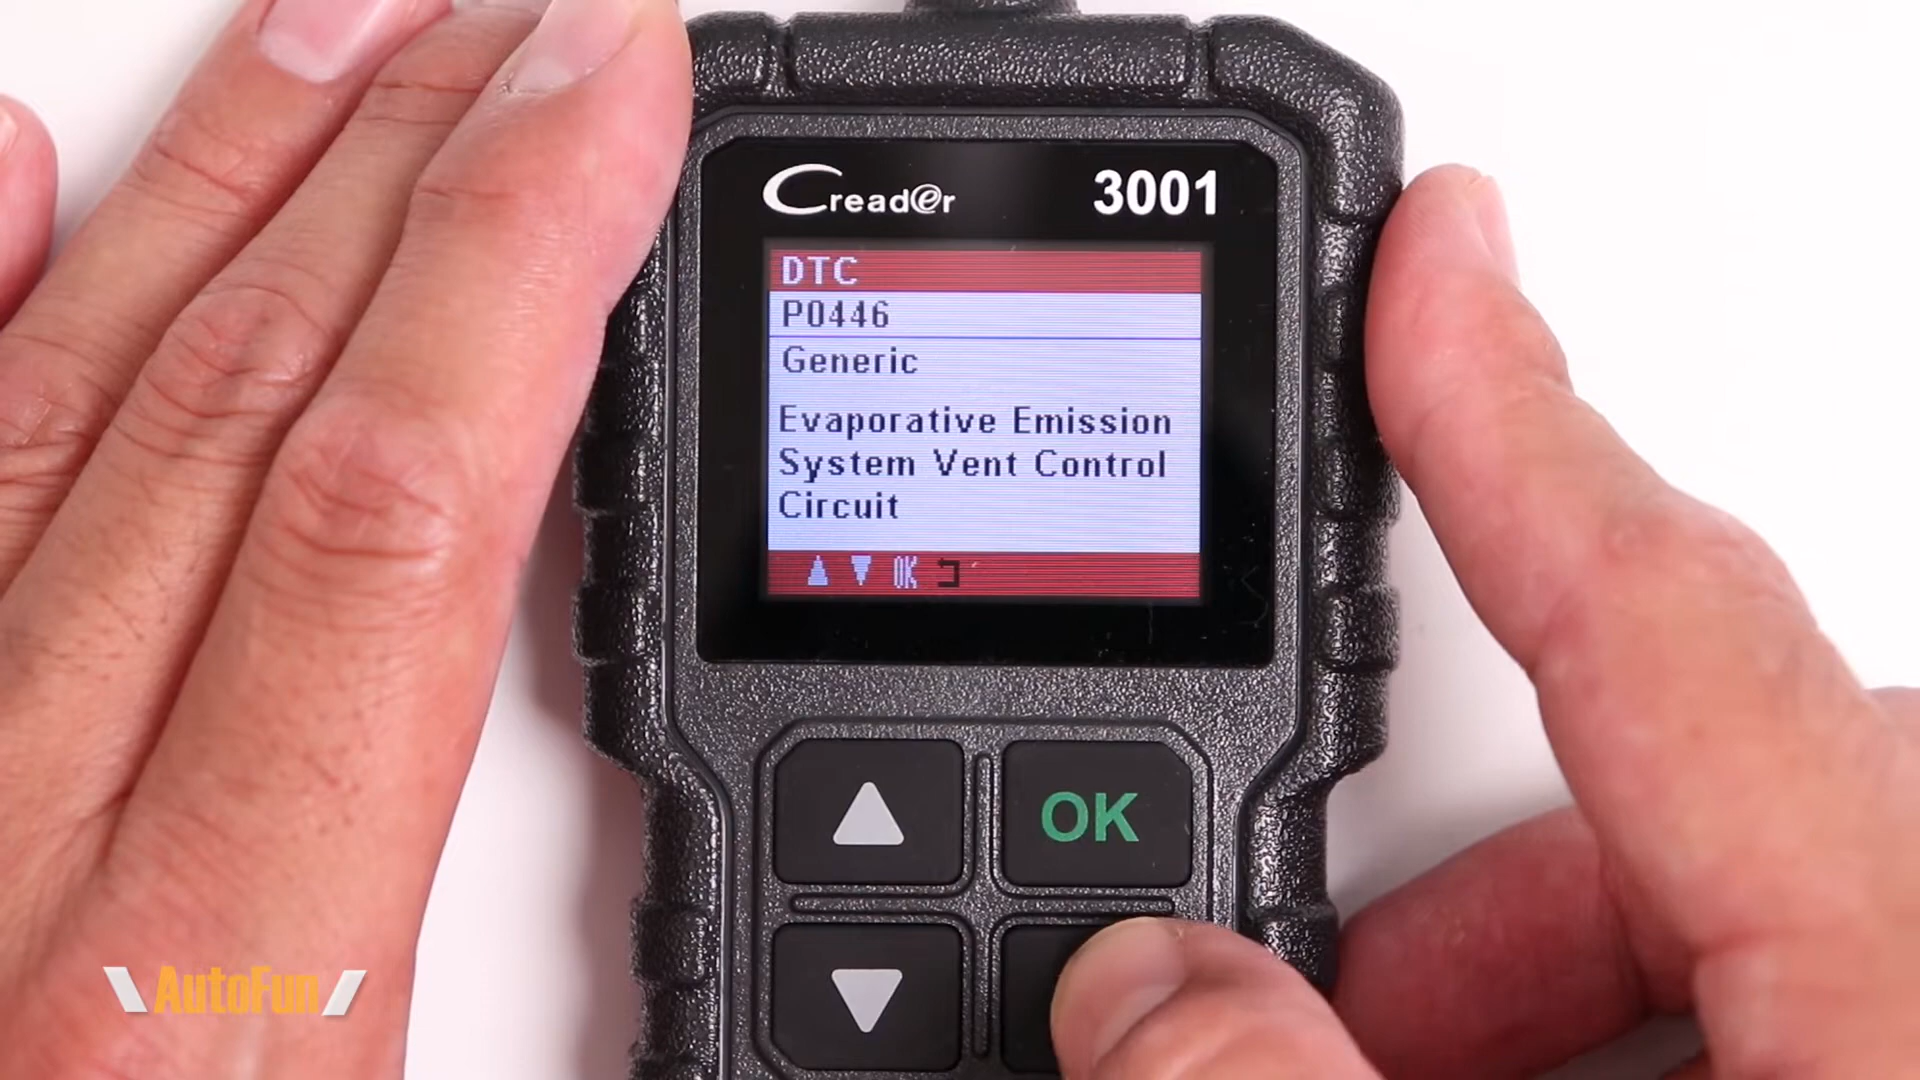 Creader 3001
DTC
P0446
Generic
Evaporative Emission
System Vent Control
Circuit
OK
OK
AutoFun